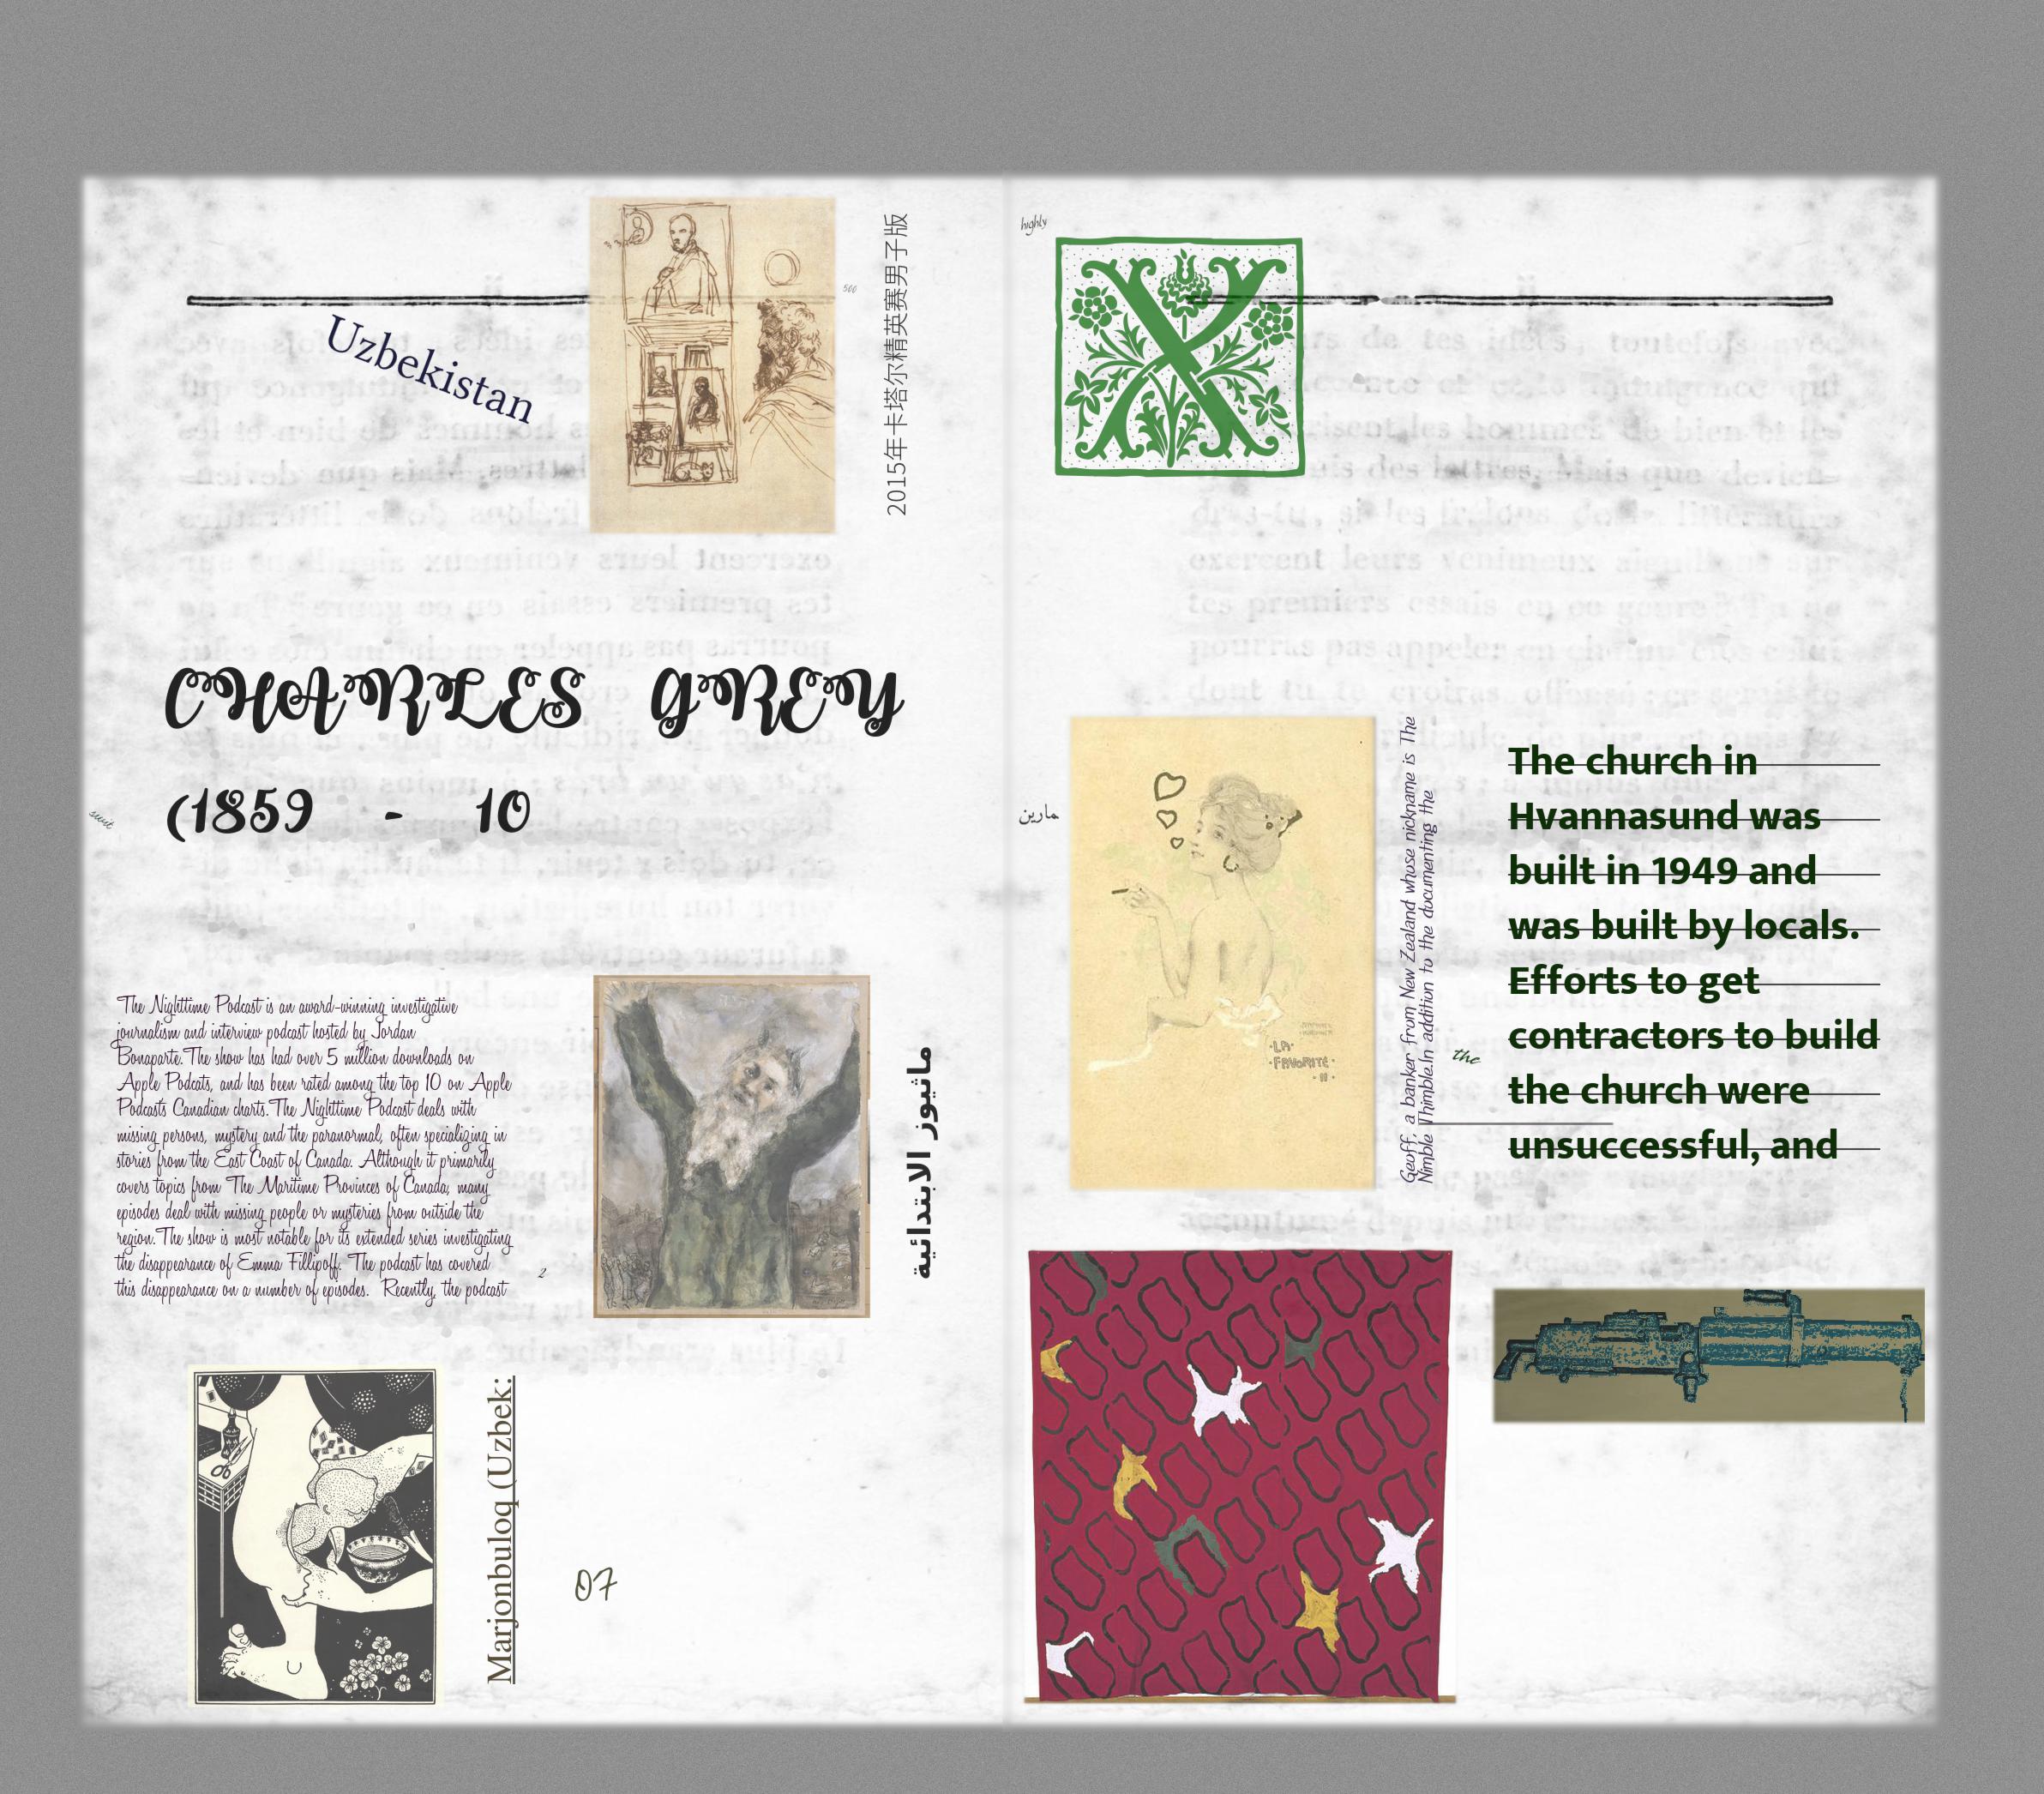 Uzbekistan
500
2015年卡塔尔精英赛男子版
CHARLES GREY
(1859 - 10
The Nighttime Podcast is an award-winning investigative
journalism and interview podcast hosted by Jordan
Bonaparte.The show has had over 5 million downloads on
Apple Podcats, and has been rated among the top 10 on Apple
Podcasts Canadian charts.The Nighttime Podcast deals with
missing persons, mystery and the paranormal, often specializing in
stories from the East Coast of Canada. Although it primarily
covers topics from The Maritime Provinces of Canada, many
episodes deal with missing people or mysteries from outside the
region.The show is most notable for its extended series investigating
the disappearance of Emma Fillipoff. The podcast has covered
this disappearance on a number of episodes. Recently, the podcast
2
ماثيوز الابتدائية
Marjonbuloq (Uzbek:
07
highly
X
مارين
LA
FAVORITE
Geoff, a banker from New Zealand whose nickname is The
Nimble Thimble.In addition to the documenting the
the
The church in
Hvannasund was
built in 1949 and
was built by locals.
Efforts to get
contractors to build
the church were
unsuccessful, and